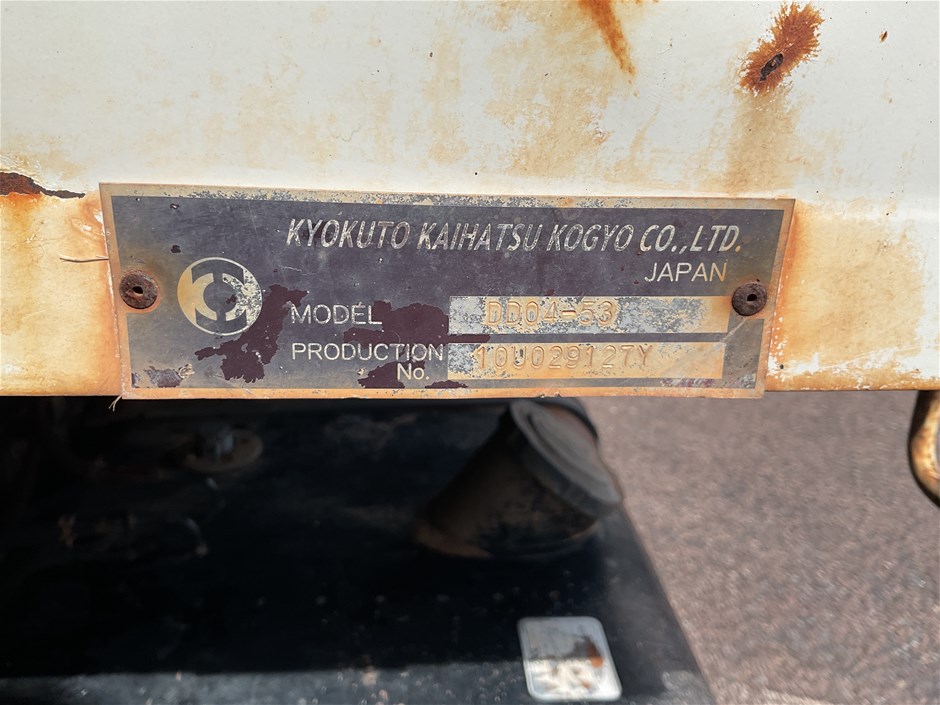 KYOKUTO KAIHATSU KOGYO CO.,LTD.
JAPAN
MODEL DD04-53
PRODUCTION No. 10U029127Y